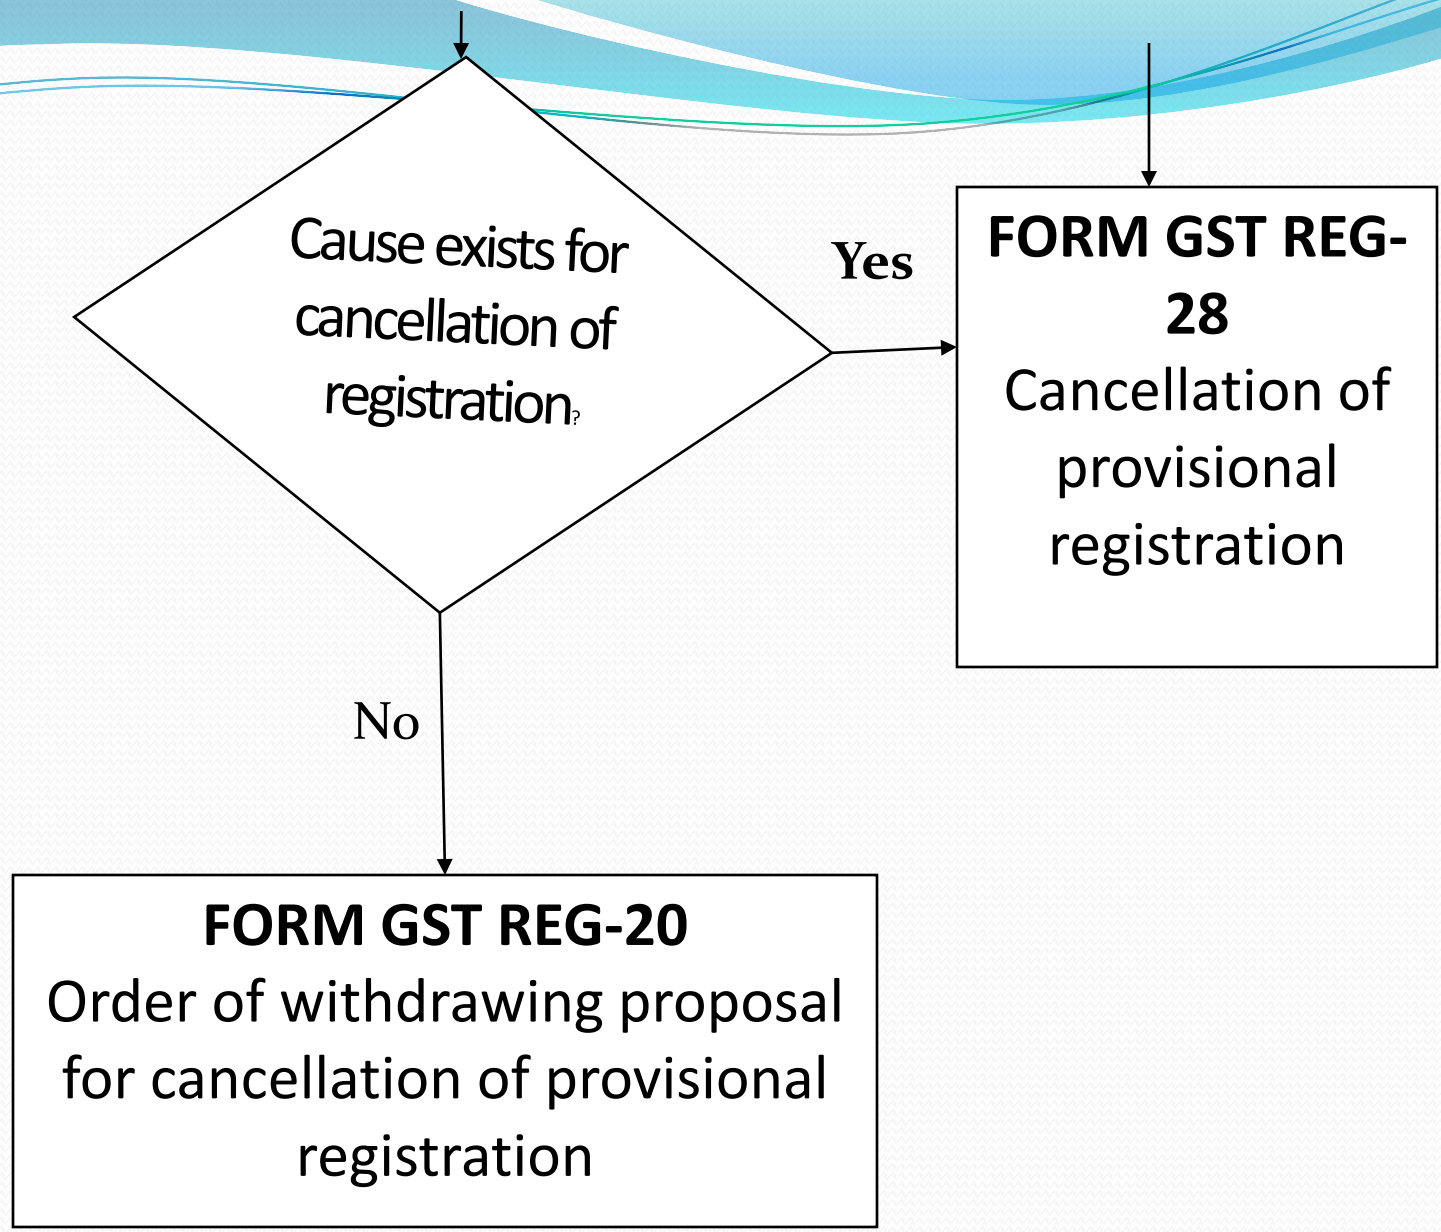 Cause exists for
cancellation of
registration?
Yes
FORM GST REG-
28
Cancellation of
provisional
registration
No
FORM GST REG-20
Order of withdrawing proposal
for cancellation of provisional
registration